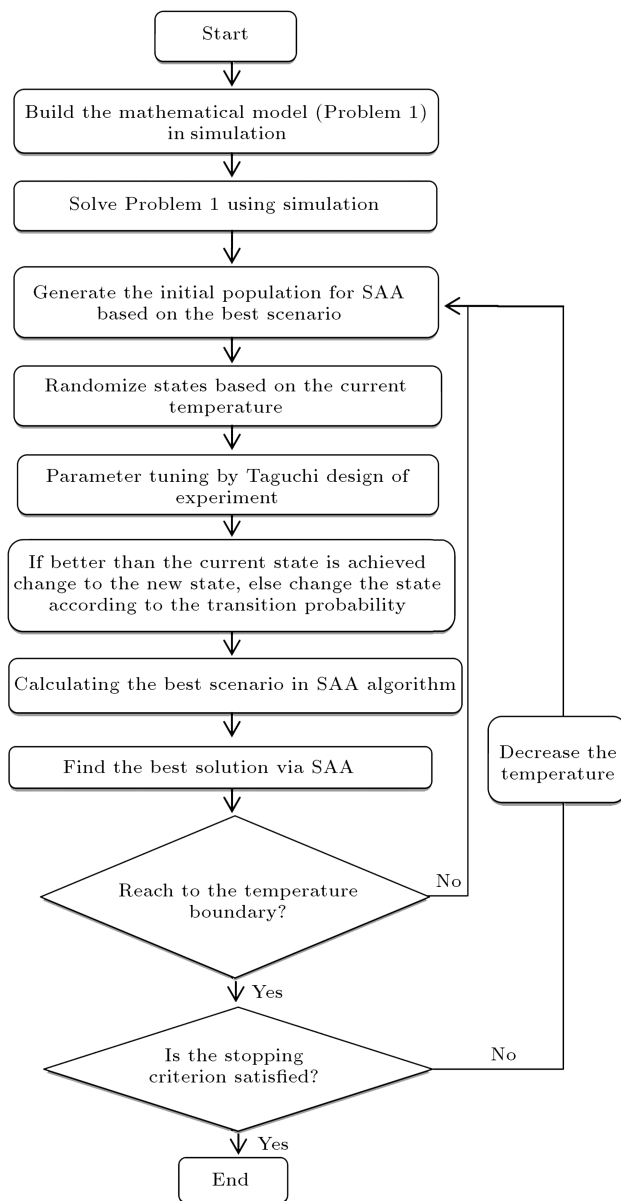 Start
Build the mathematical model (Problem 1)
in simulation
Solve Problem 1 using simulation
Generate the initial population for SAA
based on the best scenario
Randomize states based on the current
temperature
Parameter tuning by Taguchi design of
experiment
If better than the current state is achieved
change to the new state, else change the state
according to the transition probability
Calculating the best scenario in SAA algorithm
Find the best solution via SAA
Decrease the
temperature
Reach to the temperature
boundary?
No
Yes
Is the stopping
criterion satisfied?
No
Yes
End